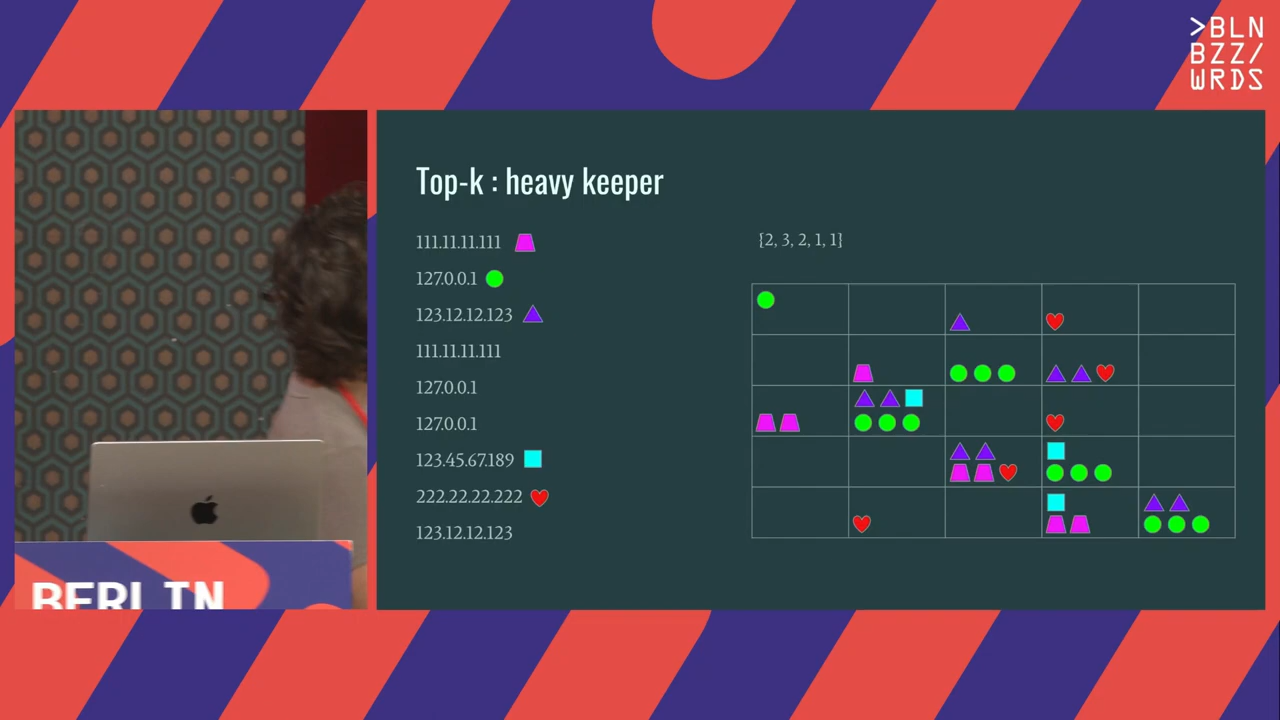 >BLN
BZZ/
WRDS
Top-k : heavy keeper
111.11.11.111
127.0.0.1
123.12.12.123
111.11.11.111
127.0.0.1
127.0.0.1
123.45.67.189
222.22.22.222
123.12.12.123
{2, 3, 2, 1, 1}
BERLIN